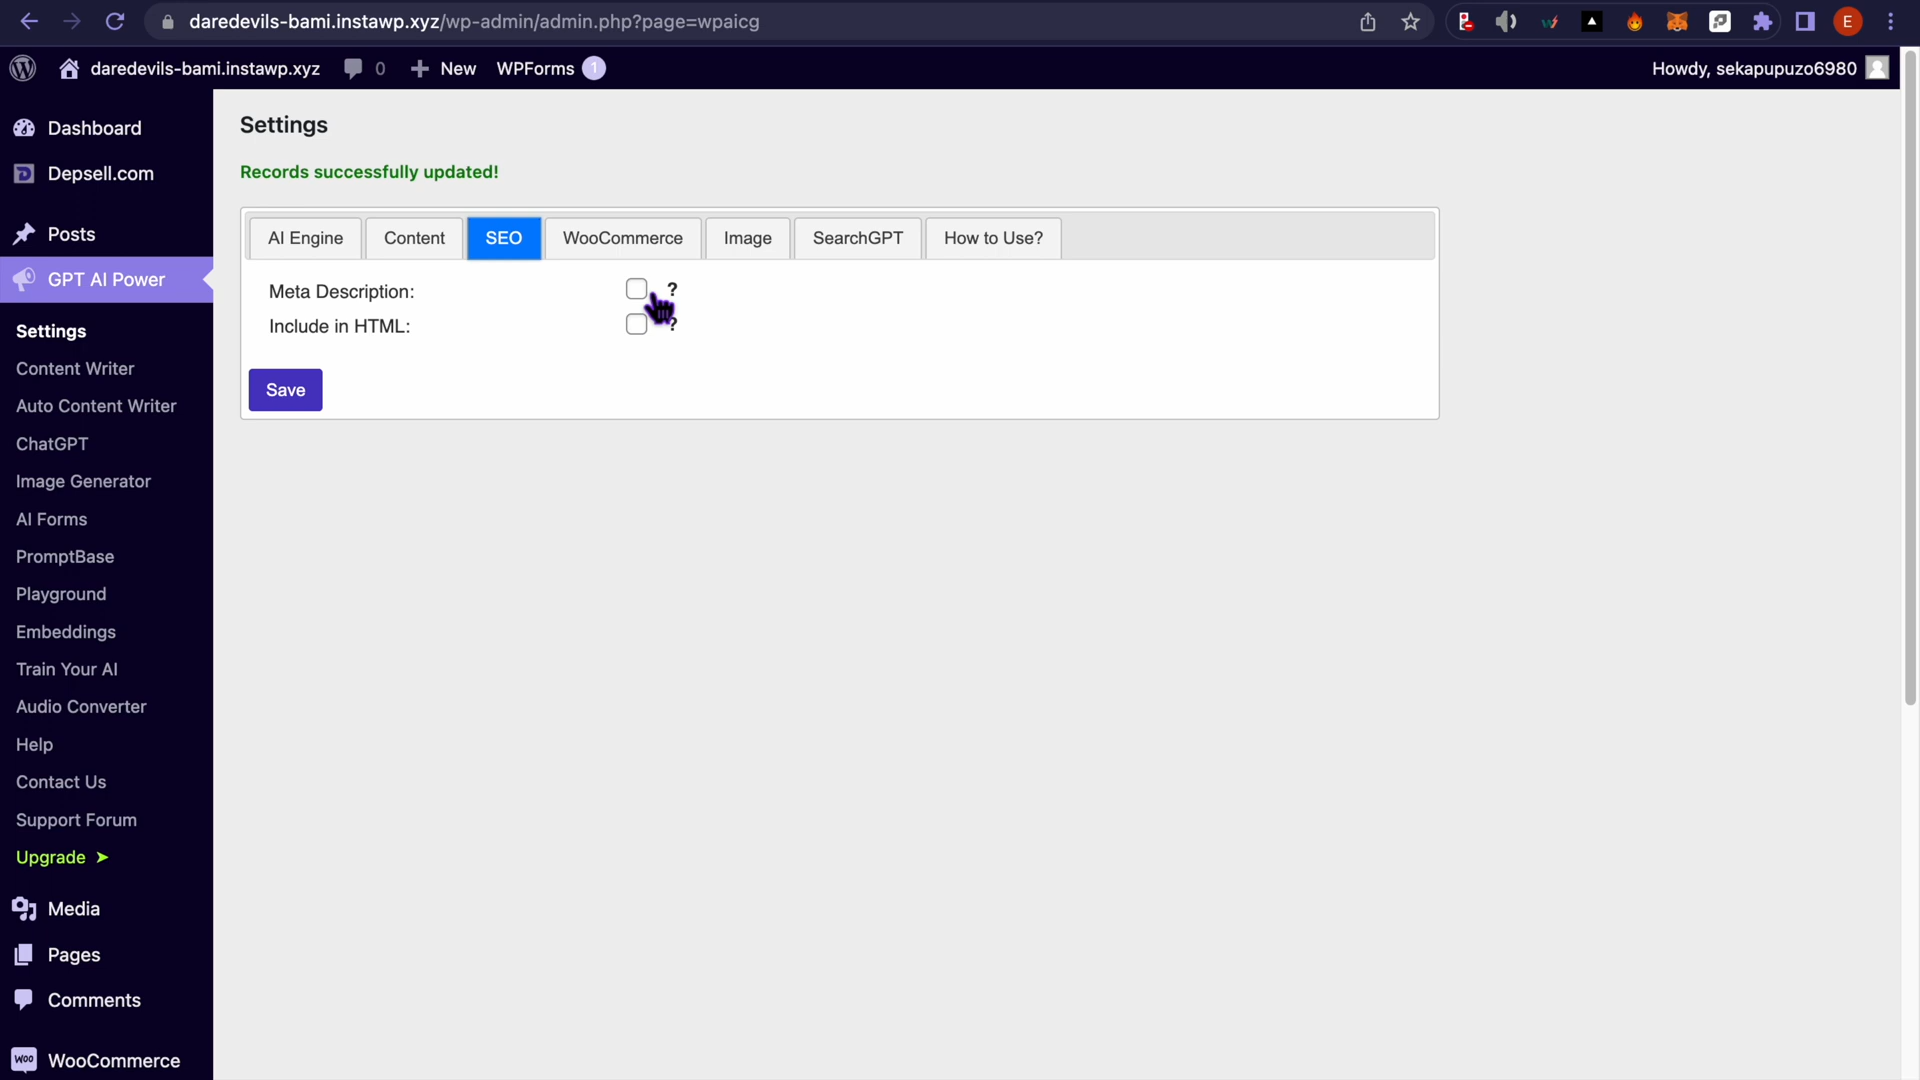 daredevils-bami.instawp.xyz/wp-admin/admin.php?page=wpaicg
E
daredevils-bami.instawp.xyz 0 New WPForms 1 Howdy, sekapupuzo6980
Dashboard
Depsell.com
Posts
GPT AI Power
Settings
Content Writer
Auto Content Writer
ChatGPT
Image Generator
AI Forms
PromptBase
Playground
Embeddings
Train Your AI
Audio Converter
Help
Contact Us
Support Forum
Upgrade ➤
Media
Pages
Comments
Woo WooCommerce
Settings
Records successfully updated!
AI Engine Content SEO WooCommerce Image SearchGPT How to Use?
Meta Description: ?
Include in HTML: ?
Save